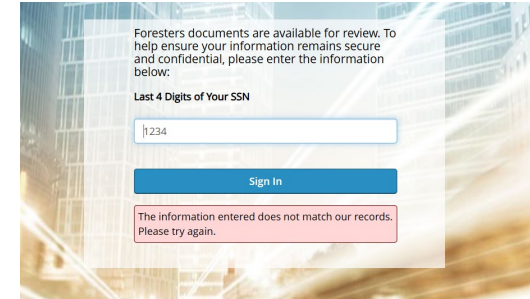 Foresters documents are available for review. To
help ensure your information remains secure
and confidential, please enter the information
below:
Last 4 Digits of Your SSN
1234
Sign In
The information entered does not match our records.
Please try again.